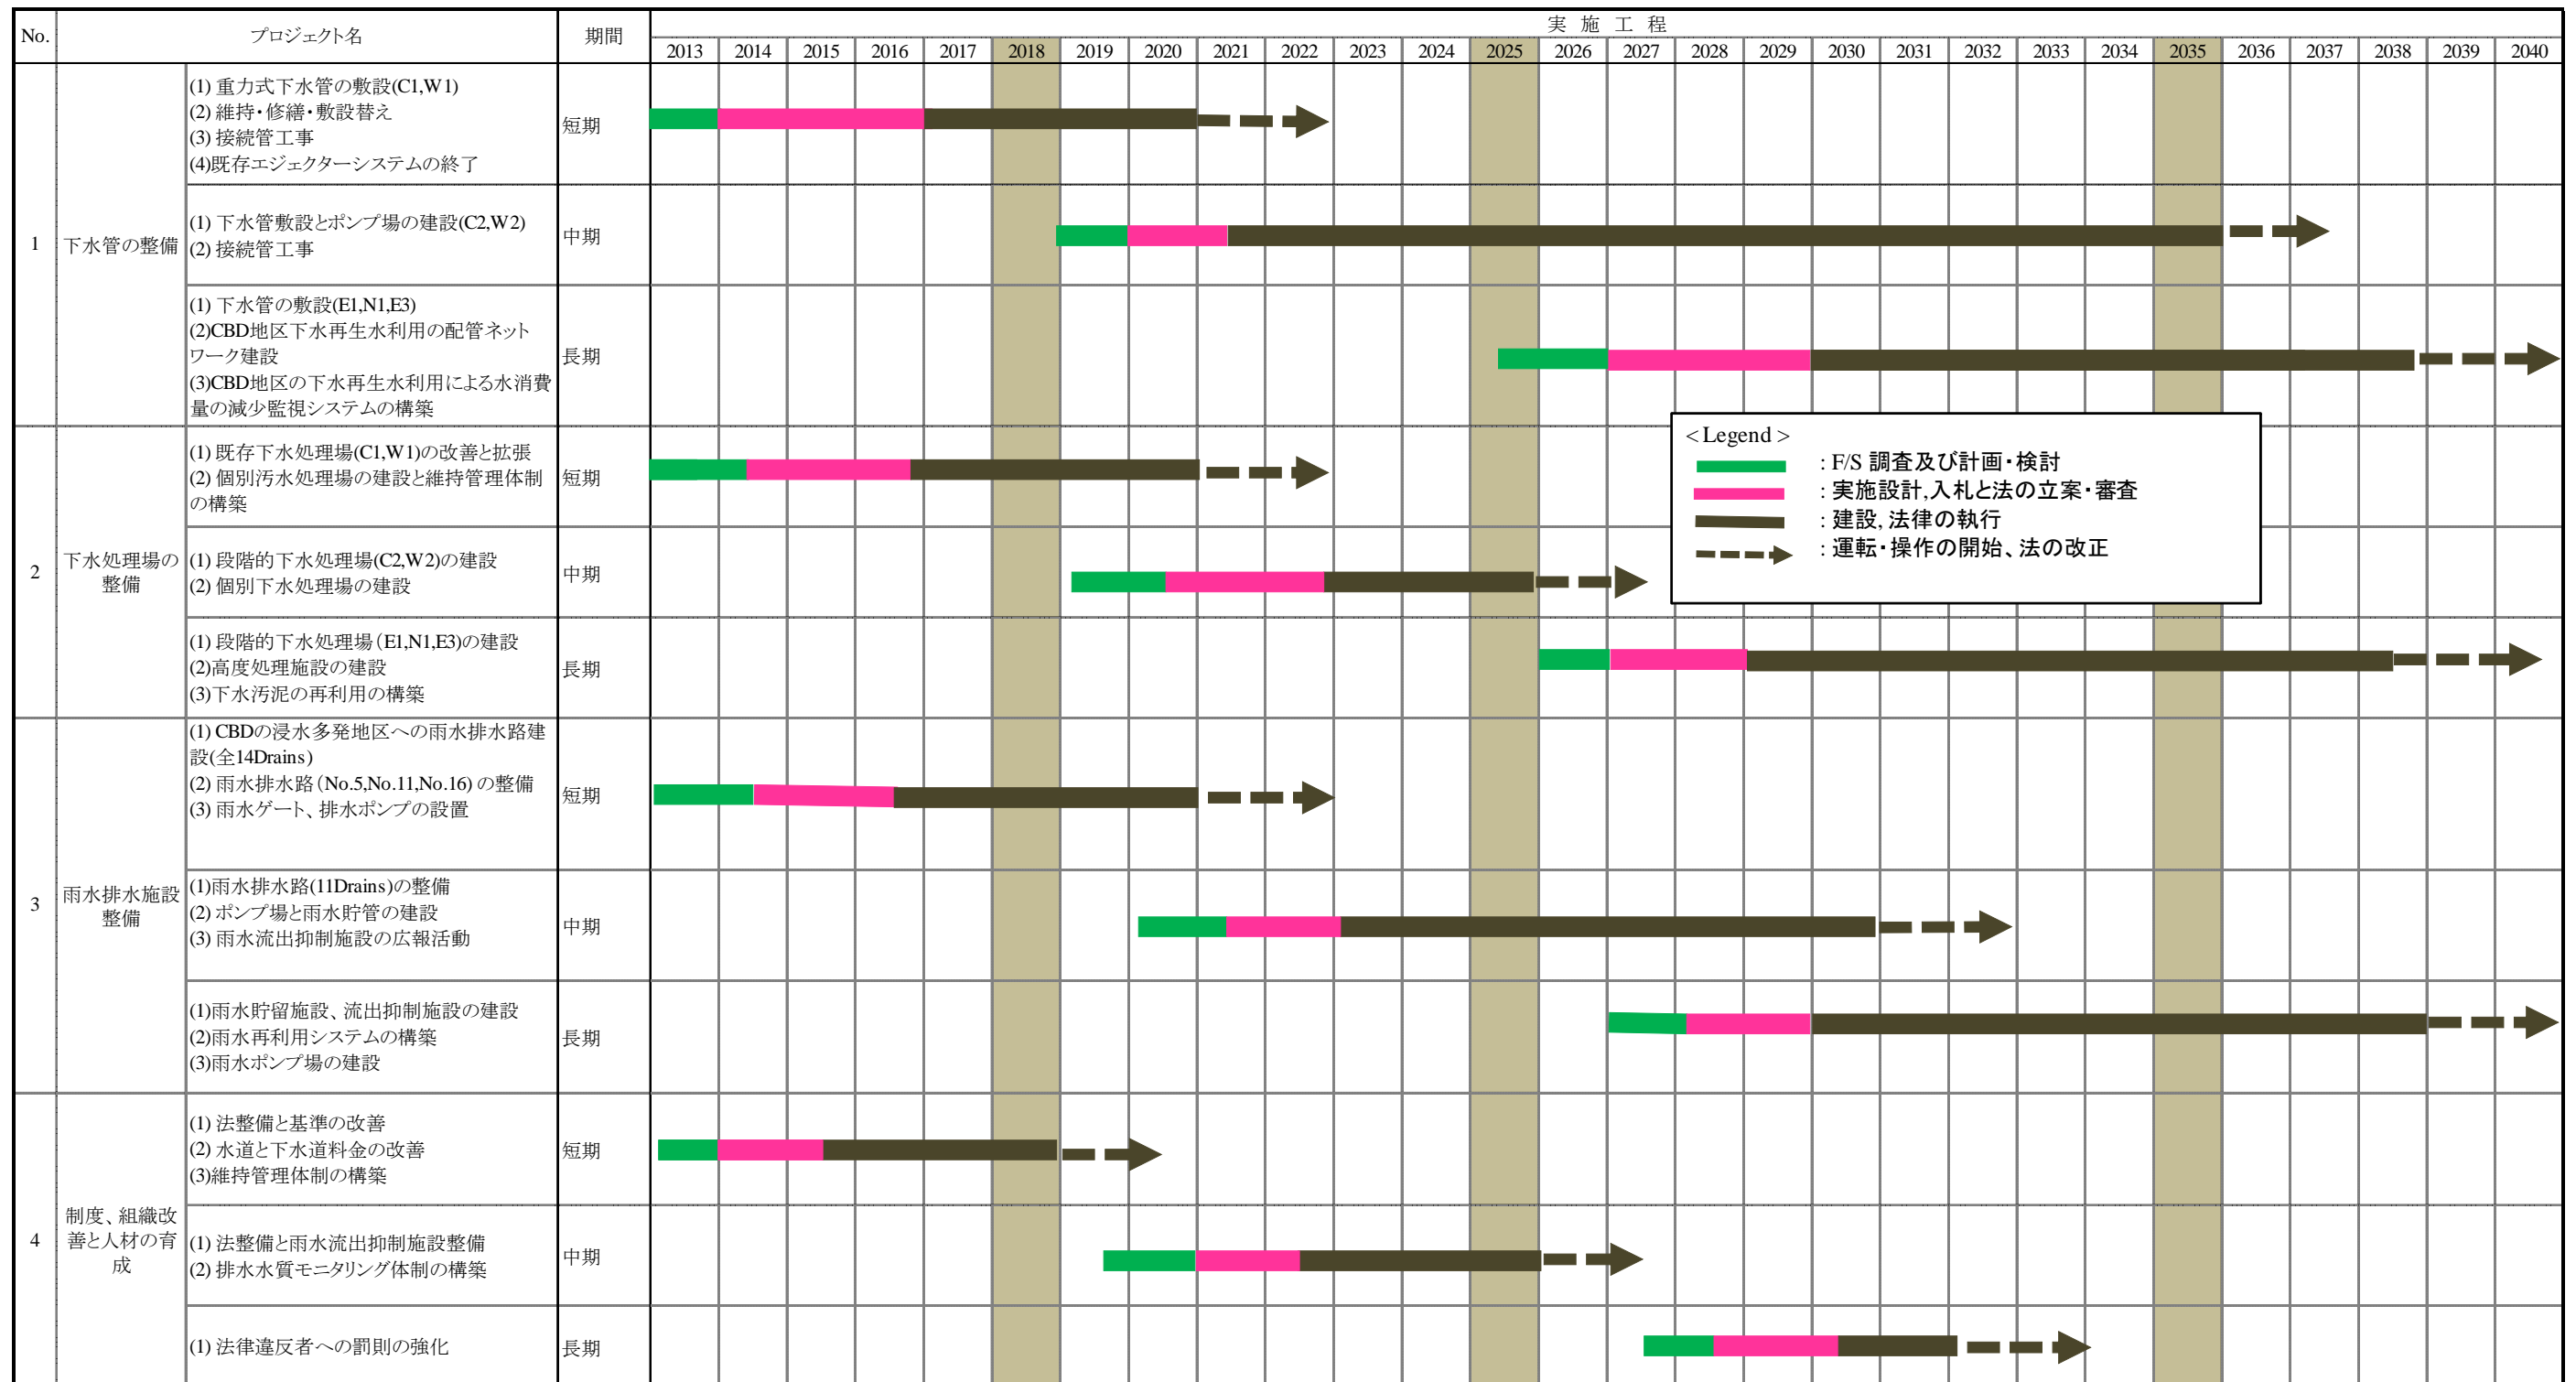 No.
プロジェクト名
期間
実 施 工 程
2013 2014 2015 2016 2017 2018 2019 2020 2021 2022 2023 2024 2025 2026 2027 2028 2029 2030 2031 2032 2033 2034 2035 2036 2037 2038 2039 2040
1
下水管の整備
(1) 重力式下水管の敷設(C1,W1)
(2) 維持・修繕・敷設替え
(3) 接続管工事
(4)既存エジェクターシステムの終了
短期
(1) 下水管敷設とポンプ場の建設(C2,W2)
(2) 接続管工事
中期
(1) 下水管の敷設(E1,N1,E3)
(2)CBD地区下水再生水利用の配管ネット
ワーク建設
(3)CBD地区の下水再生水利用による水消費
量の減少監視システムの構築
長期
<Legend>
: F/S 調査及び計画・検討
: 実施設計,入札と法の立案・審査
: 建設, 法律の執行
: 運転・操作の開始、法の改正
2
下水処理場の
整備
(1) 既存下水処理場(C1,W1)の改善と拡張
(2) 個別汚水処理場の建設と維持管理体制
の構築
短期
(1) 段階的下水処理場(C2,W2)の建設
(2) 個別下水処理場の建設
中期
(1) 段階的下水処理場（E1,N1,E3)の建設
(2)高度処理施設の建設
(3)下水汚泥の再利用の構築
長期
3
雨水排水施設
整備
(1) CBDの浸水多発地区への雨水排水路建
設(全14Drains)
(2) 雨水排水路（No.5,No.11,No.16) の整備
(3) 雨水ゲート、排水ポンプの設置
短期
(1)雨水排水路(11Drains)の整備
(2) ポンプ場と雨水貯管の建設
(3) 雨水流出抑制施設の広報活動
中期
(1)雨水貯留施設、流出抑制施設の建設
(2)雨水再利用システムの構築
(3)雨水ポンプ場の建設
長期
4
制度、組織改
善と人材の育
成
(1) 法整備と基準の改善
(2) 水道と下水道料金の改善
(3)維持管理体制の構築
短期
(1) 法整備と雨水流出抑制施設整備
(2) 排水水質モニタリング体制の構築
中期
(1) 法律違反者への罰則の強化
長期